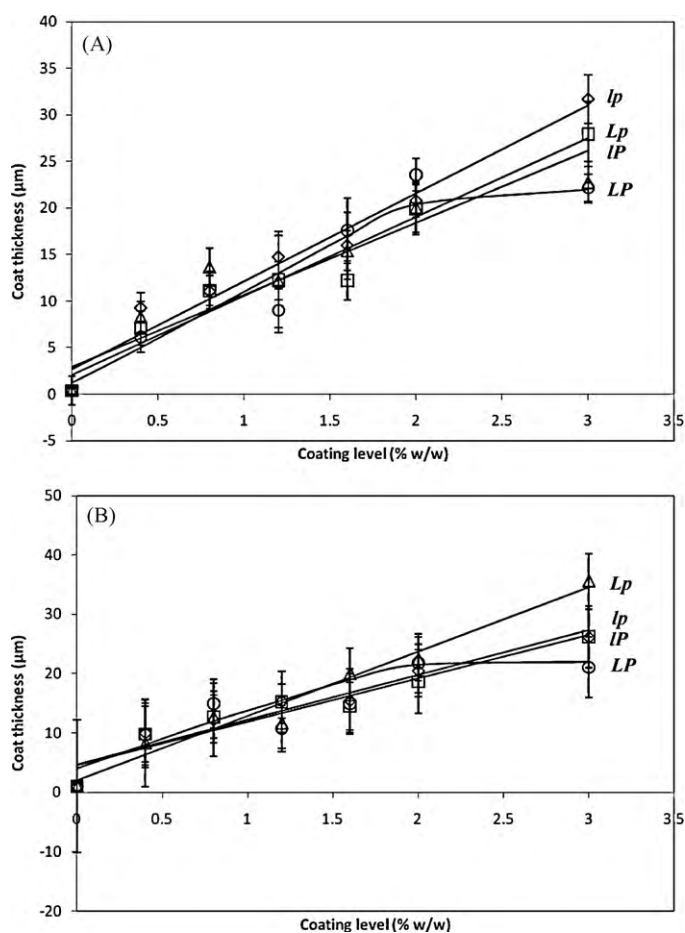 (A)
40
35
30
25
20
15
10
5
0
-5
Coat thickness (µm)
lp
Lp
lP
LP
0 0.5 1 1.5 2 2.5 3 3.5
Coating level (% w/w)
(B)
50
40
30
20
10
0
-10
-20
Coat thickness (µm)
Lp
lp
lP
LP
0 0.5 1 1.5 2 2.5 3 3.5
Coating level (% w/w)